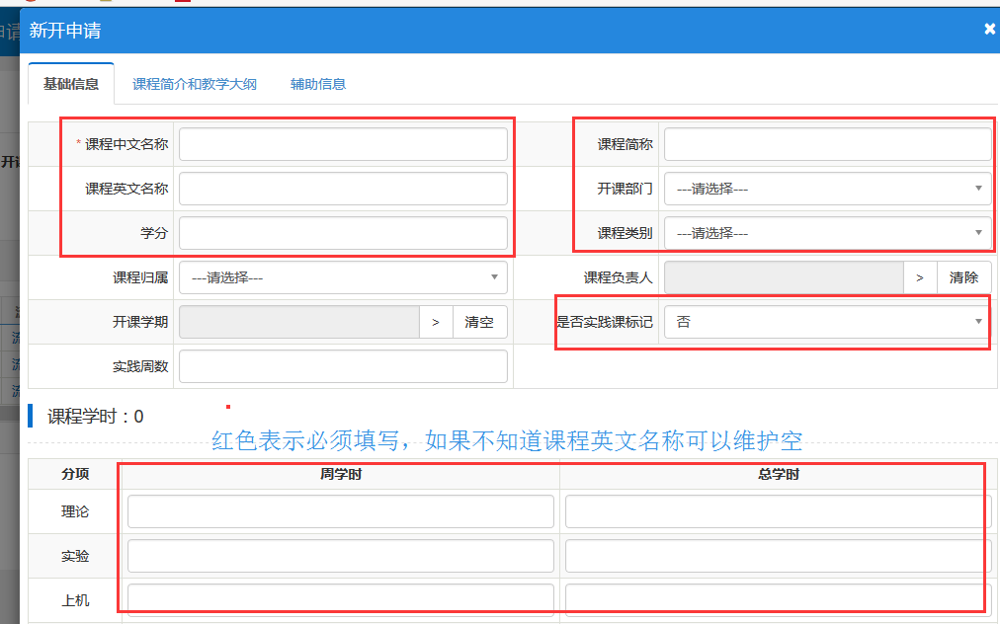 新开申请
基础信息 课程简介和教学大纲 辅助信息
* 课程中文名称 课程简称
课程英文名称 开课部门 ---请选择---
学分 课程类别 ---请选择---
课程归属 ---请选择--- 课程负责人 > 清除
开课学期 > 清空 是否实践课标记 否
实践周数
课程学时：0
红色表示必须填写，如果不知道课程英文名称可以维护空
分项 周学时 总学时
理论
实验
上机